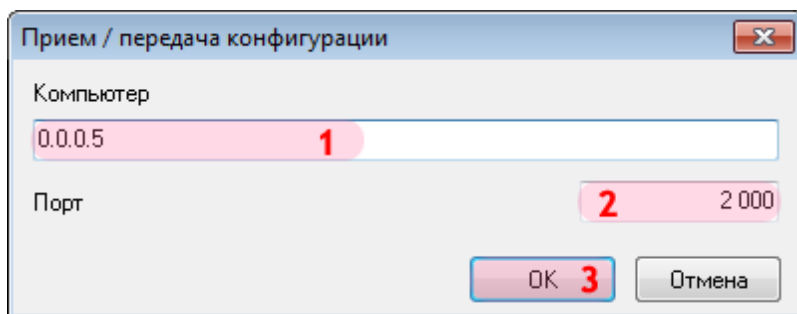 Прием / передача конфигурации
Компьютер
0.0.0.5 1
Порт 2 2 000
OK 3 Отмена